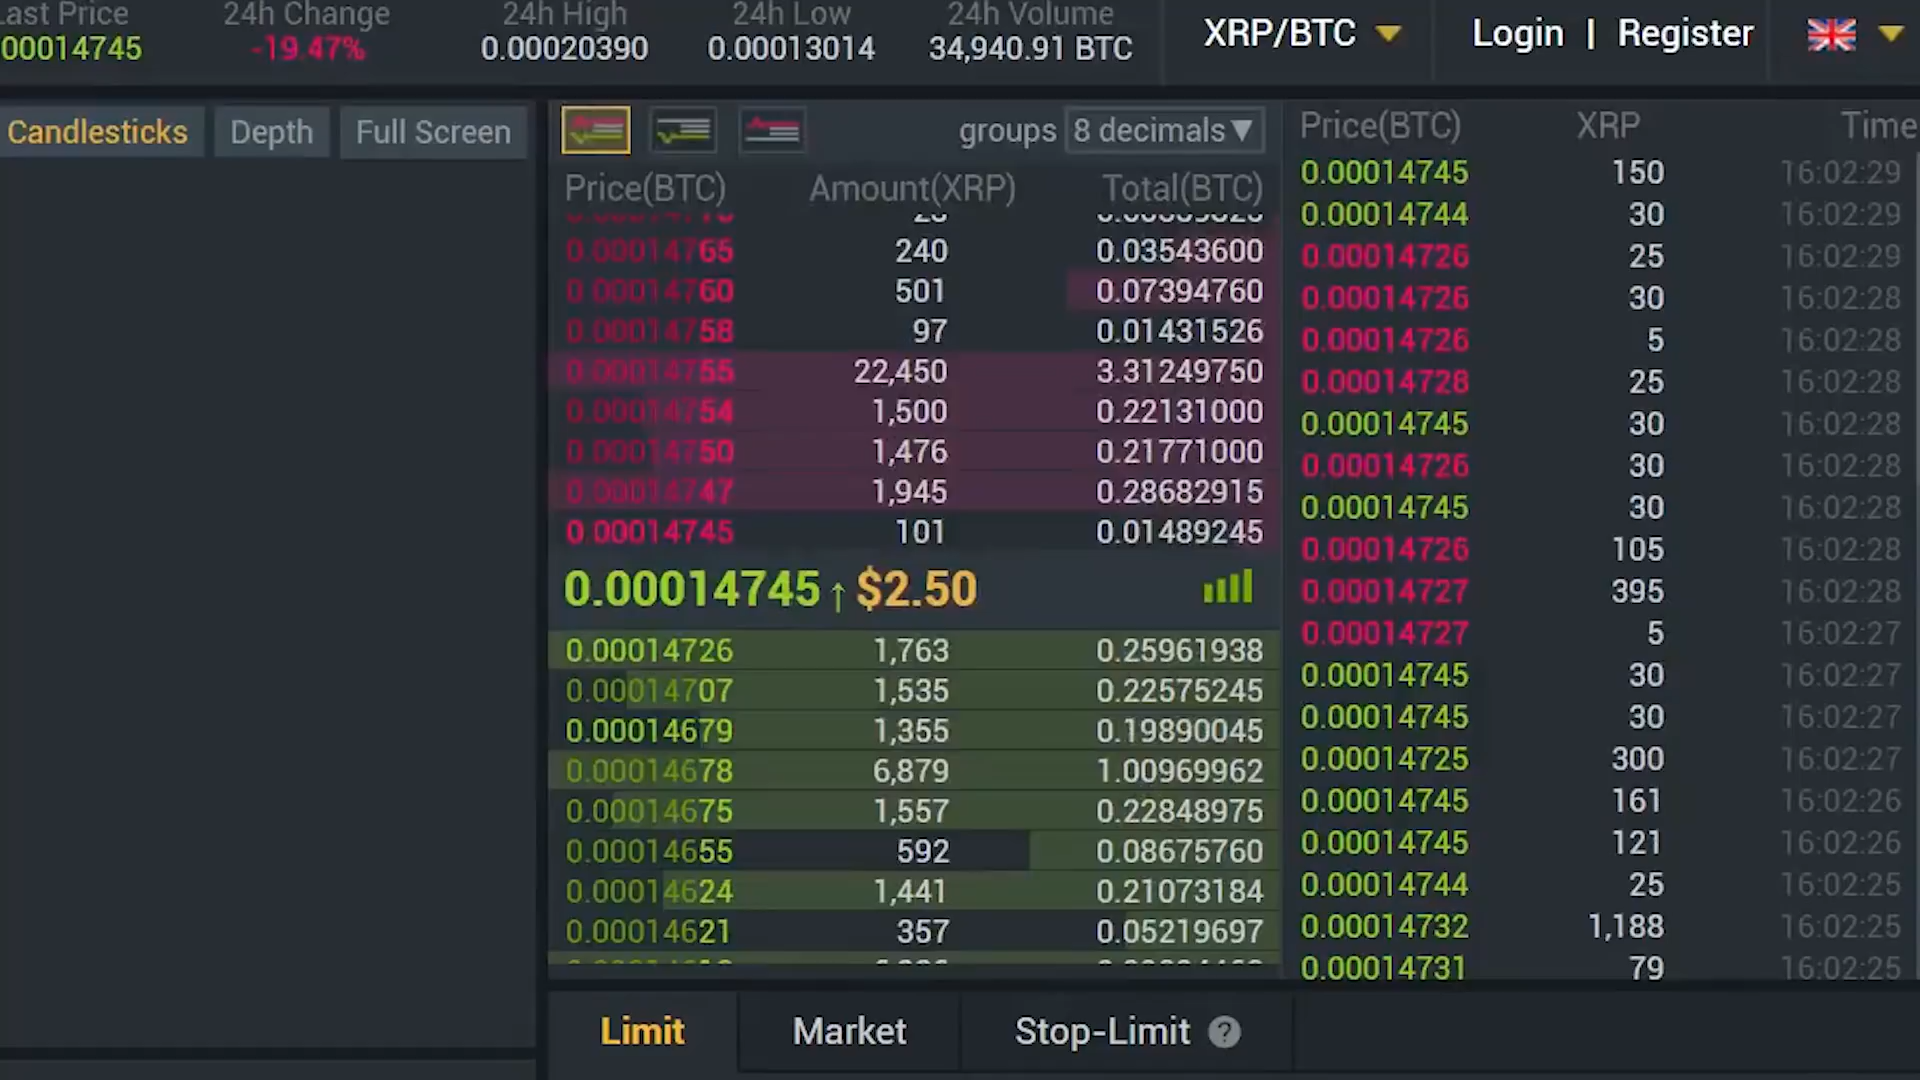 Last Price 24h Change 24h High 24h Low 24h Volume
00014745 -19.47% 0.00020390 0.00013014 34,940.91 BTC
XRP/BTC Login | Register
Candlesticks Depth Full Screen
groups 8 decimals
Price(BTC) Amount(XRP) Total(BTC)
0.00014765 240 0.03543600
0.00014760 501 0.07394760
0.00014758 97 0.01431526
0.00014755 22,450 3.31249750
0.00014754 1,500 0.22131000
0.00014750 1,476 0.21771000
0.00014747 1,945 0.28682915
0.00014745 101 0.01489245
0.00014745↑ $2.50
0.00014726 1,763 0.25961938
0.00014707 1,535 0.22575245
0.00014679 1,355 0.19890045
0.00014678 6,879 1.00969962
0.00014675 1,557 0.22848975
0.00014655 592 0.08675760
0.00014624 1,441 0.21073184
0.00014621 357 0.05219697
Price(BTC) XRP Time
0.00014745 150 16:02:29
0.00014744 30 16:02:29
0.00014726 25 16:02:29
0.00014726 30 16:02:28
0.00014726 5 16:02:28
0.00014728 25 16:02:28
0.00014745 30 16:02:28
0.00014726 30 16:02:28
0.00014745 30 16:02:28
0.00014726 105 16:02:28
0.00014727 395 16:02:28
0.00014727 5 16:02:27
0.00014745 30 16:02:27
0.00014745 30 16:02:27
0.00014725 300 16:02:27
0.00014745 161 16:02:26
0.00014745 121 16:02:26
0.00014744 25 16:02:25
0.00014732 1,188 16:02:25
0.00014731 79 16:02:25
Limit Market Stop-Limit ?